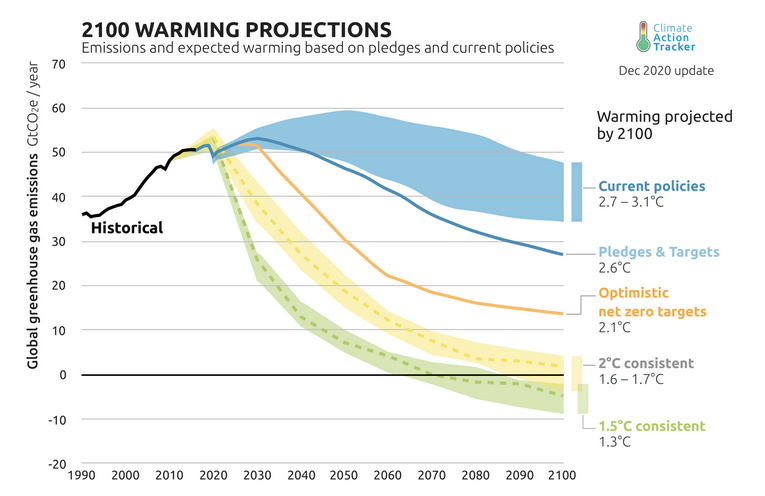 2100 WARMING PROJECTIONS
Emissions and expected warming based on pledges and current policies
Climate
Action
Tracker
Dec 2020 update
Global greenhouse gas emissions GtCO₂e / year
70
60
50
40
30
20
10
0
-10
-20
1990 2000 2010 2020 2030 2040 2050 2060 2070 2080 2090 2100
Historical
Warming projected
by 2100
Current policies
2.7 – 3.1°C
Pledges & Targets
2.6°C
Optimistic
net zero targets
2.1°C
2°C consistent
1.6 – 1.7°C
1.5°C consistent
1.3°C